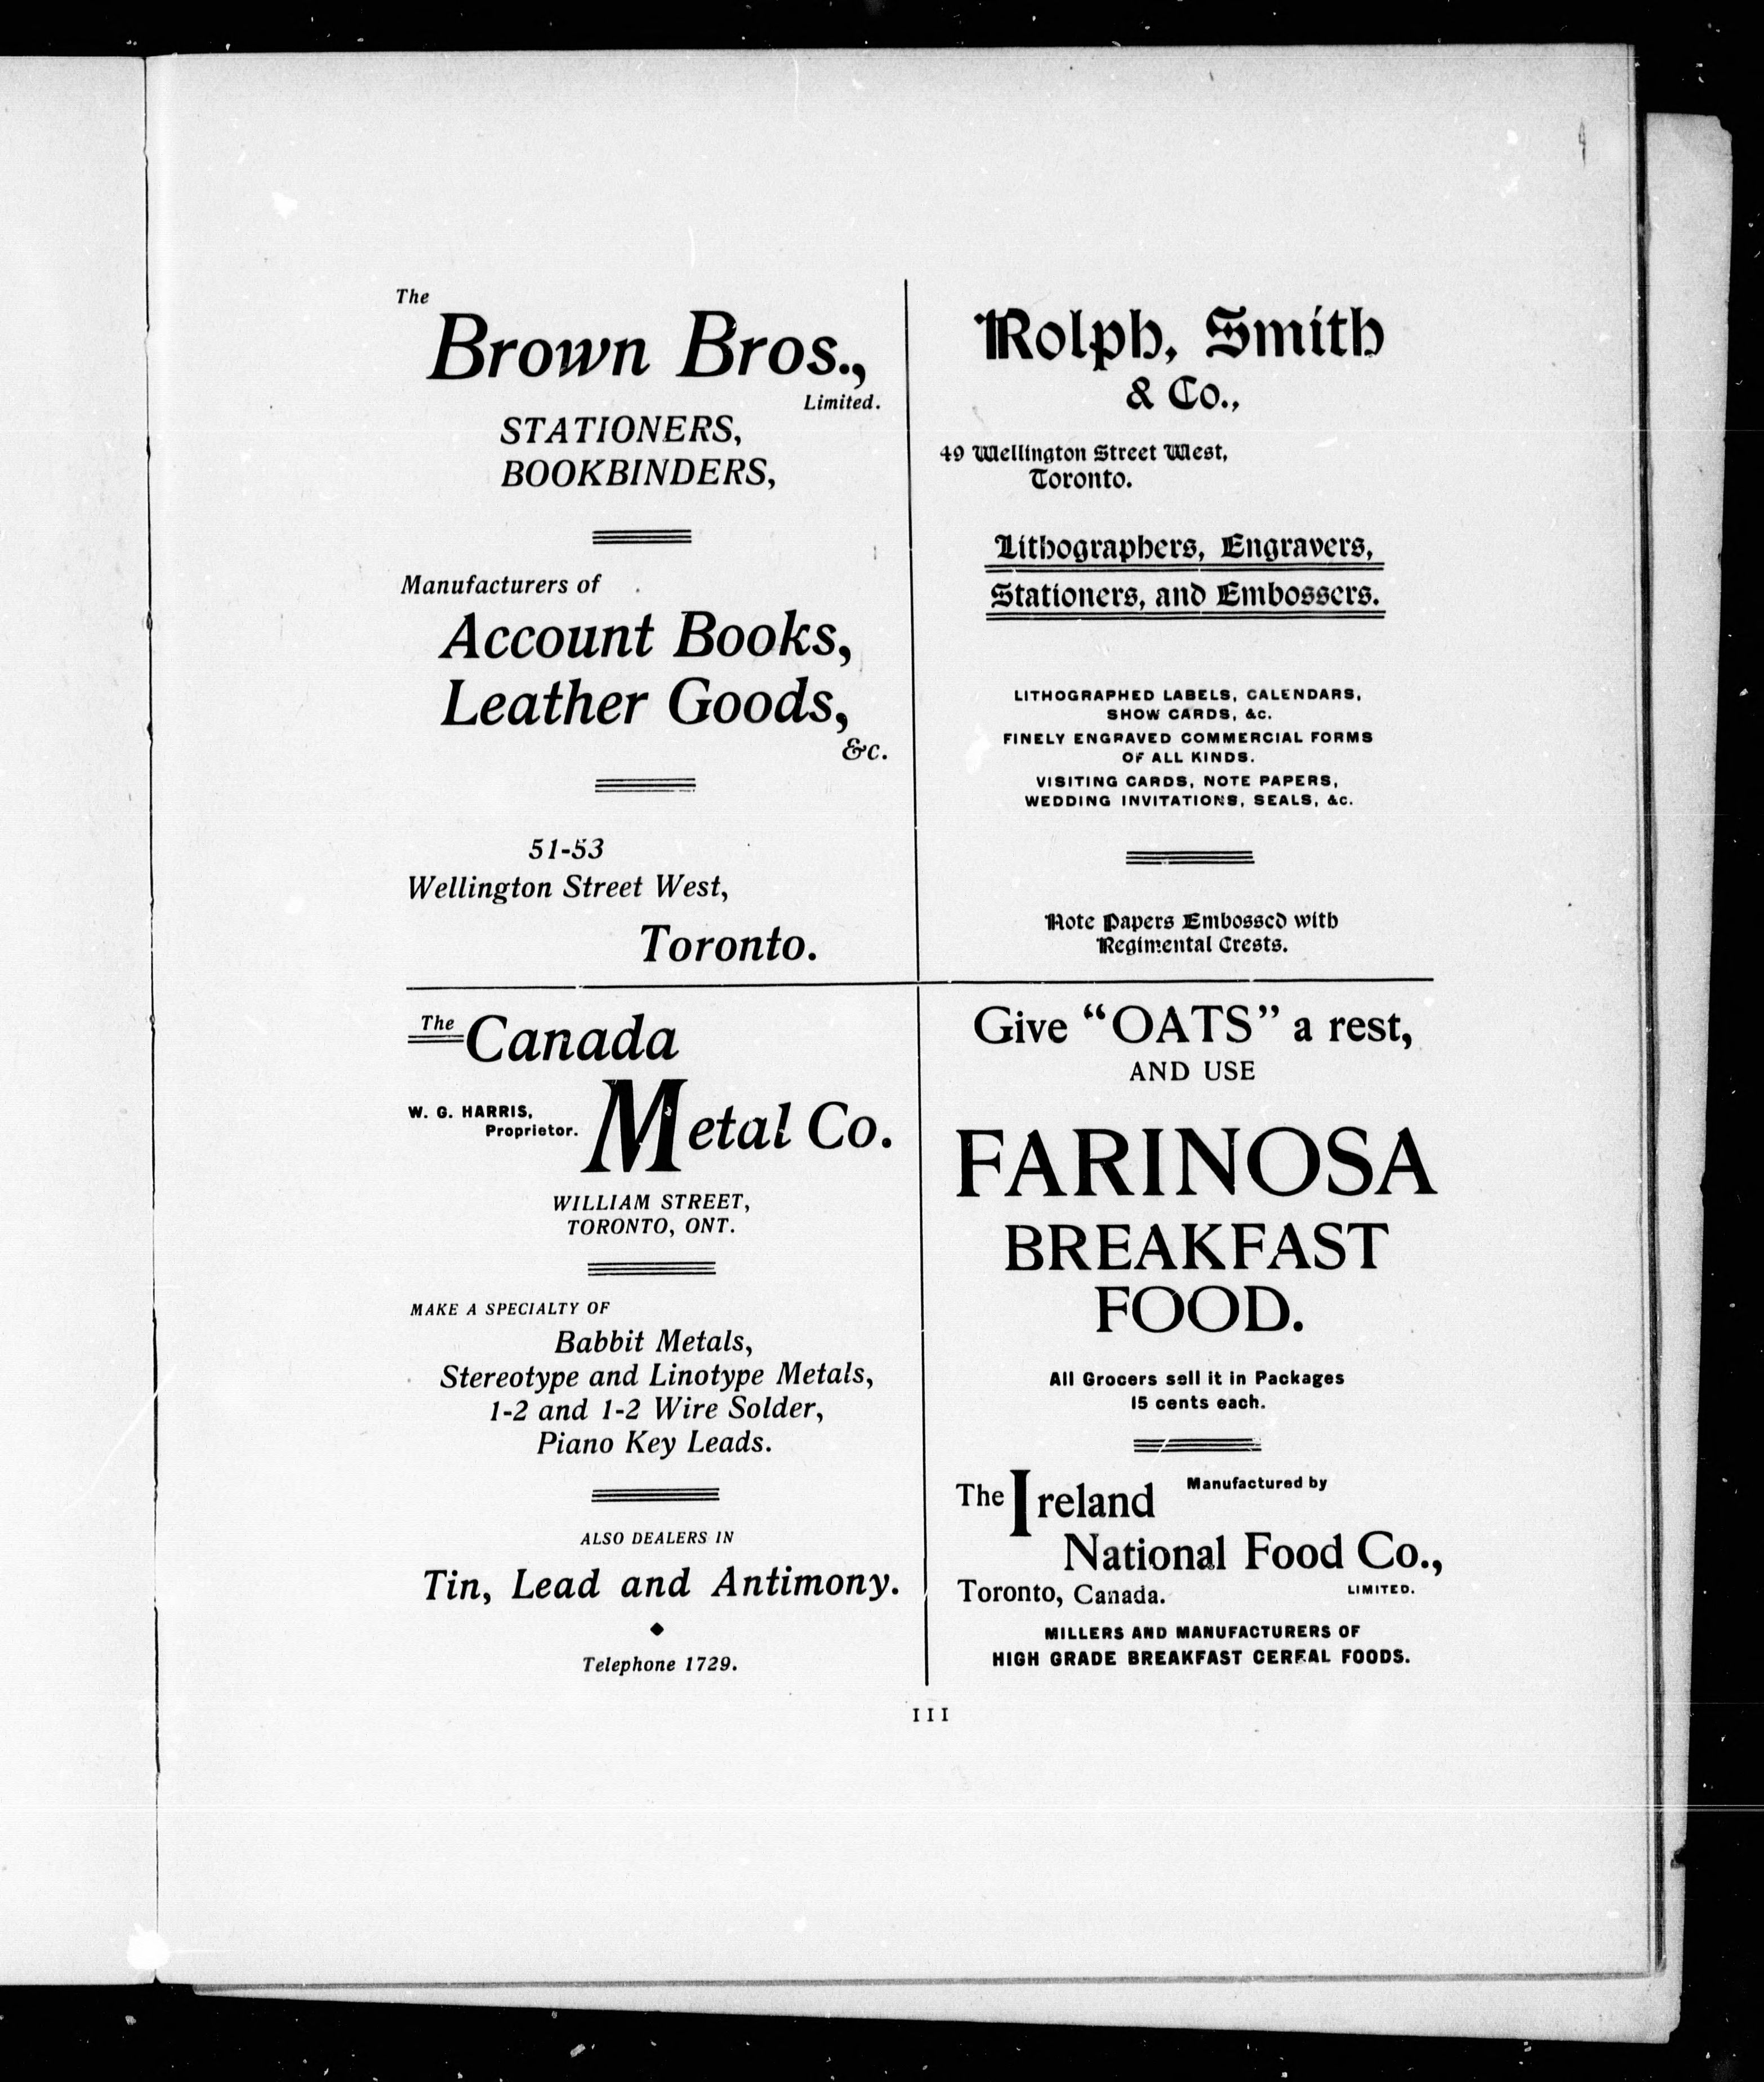 The
Brown Bros.,
Limited.
STATIONERS,
BOOKBINDERS,
Manufacturers of
Account Books,
Leather Goods,
&c.
51-53
Wellington Street West,
Toronto.
Rolph, Smith
& Co.,
49 Wellington Street West,
Toronto.
Lithographers, Engravers,
Stationers, and Embossers.
LITHOGRAPHED LABELS, CALENDARS,
SHOW CARDS, &c.
FINELY ENGRAVED COMMERCIAL FORMS
OF ALL KINDS.
VISITING CARDS, NOTE PAPERS,
WEDDING INVITATIONS, SEALS, &c.
Note Papers Embossed with
Regimental Crests.
The Canada
W. G. HARRIS,
Proprietor.
Metal Co.
WILLIAM STREET,
TORONTO, ONT.
MAKE A SPECIALTY OF
Babbit Metals,
Stereotype and Linotype Metals,
1-2 and 1-2 Wire Solder,
Piano Key Leads.
ALSO DEALERS IN
Tin, Lead and Antimony.
Telephone 1729.
Give "OATS" a rest,
AND USE
FARINOSA
BREAKFAST
FOOD.
All Grocers sell it in Packages
15 cents each.
Manufactured by
The Ireland
National Food Co.,
Toronto, Canada. LIMITED.
MILLERS AND MANUFACTURERS OF
HIGH GRADE BREAKFAST CEREAL FOODS.
III